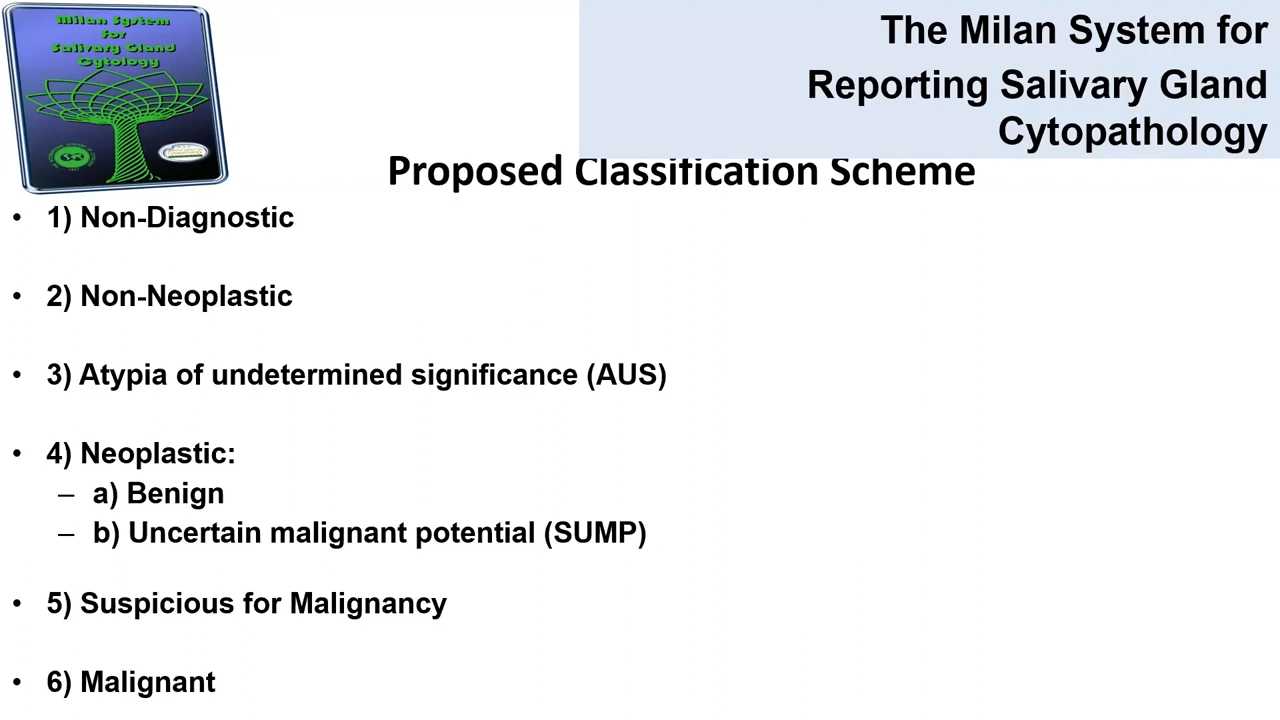 Milan System
for
Salivary Gland
Cytology
The Milan System for
Reporting Salivary Gland
Cytopathology
Proposed Classification Scheme
• 1) Non-Diagnostic
• 2) Non-Neoplastic
• 3) Atypia of undetermined significance (AUS)
• 4) Neoplastic:
– a) Benign
– b) Uncertain malignant potential (SUMP)
• 5) Suspicious for Malignancy
• 6) Malignant